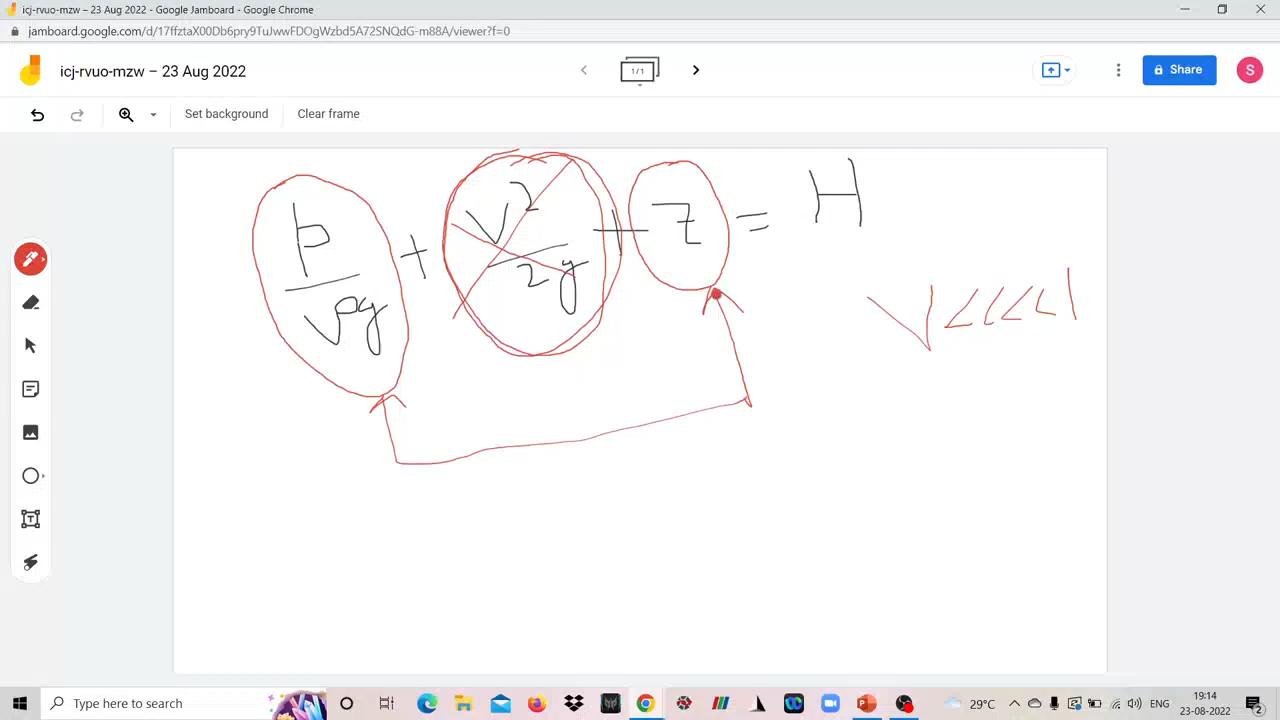 icj-rvuo-mzw – 23 Aug 2022 - Google Jamboard - Google Chrome
jamboard.google.com/d/17ffztaX00Db6pry9TuJwwFDOgWzbd5A72SNQdG-m88A/viewer?f=0
icj-rvuo-mzw – 23 Aug 2022
1/1
Share
S
Set background
Clear frame
p/ρg + V²/2g + z = H
V<<<<1
Type here to search
29°C
ENG
19:14
23-08-2022
2